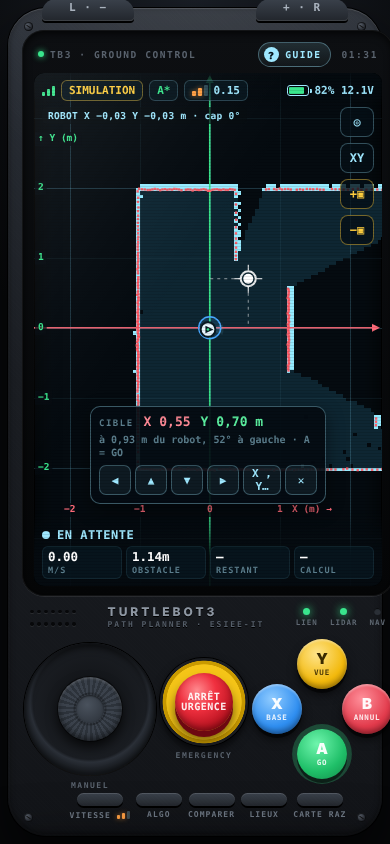 L · −
+ · R
TB3 · GROUND CONTROL
? GUIDE
01:31
SIMULATION
A*
0.15
82% 12.1V
ROBOT X −0,03 Y −0,03 m · cap 0°
◎
↑ Y (m)
XY
2
+▣
1
−▣
0
−1
CIBLE X 0,55 Y 0,70 m
à 0,93 m du robot, 52° à gauche · A
= GO
−2
◀ ▲ ▼ ▶ X , Y… ✕
−2 −1 0 1 X (m) →
EN ATTENTE
0.00
M/S
1.14m
OBSTACLE
—
RESTANT
—
CALCUL
TURTLEBOT3
PATH PLANNER · ESIEE-IT
LIEN
LIDAR
NAV
Y
VUE
ARRÊT
URGENCE
X
BASE
B
ANNUL
A
GO
EMERGENCY
MANUEL
VITESSE
ALGO
COMPARER
LIEUX
CARTE RAZ